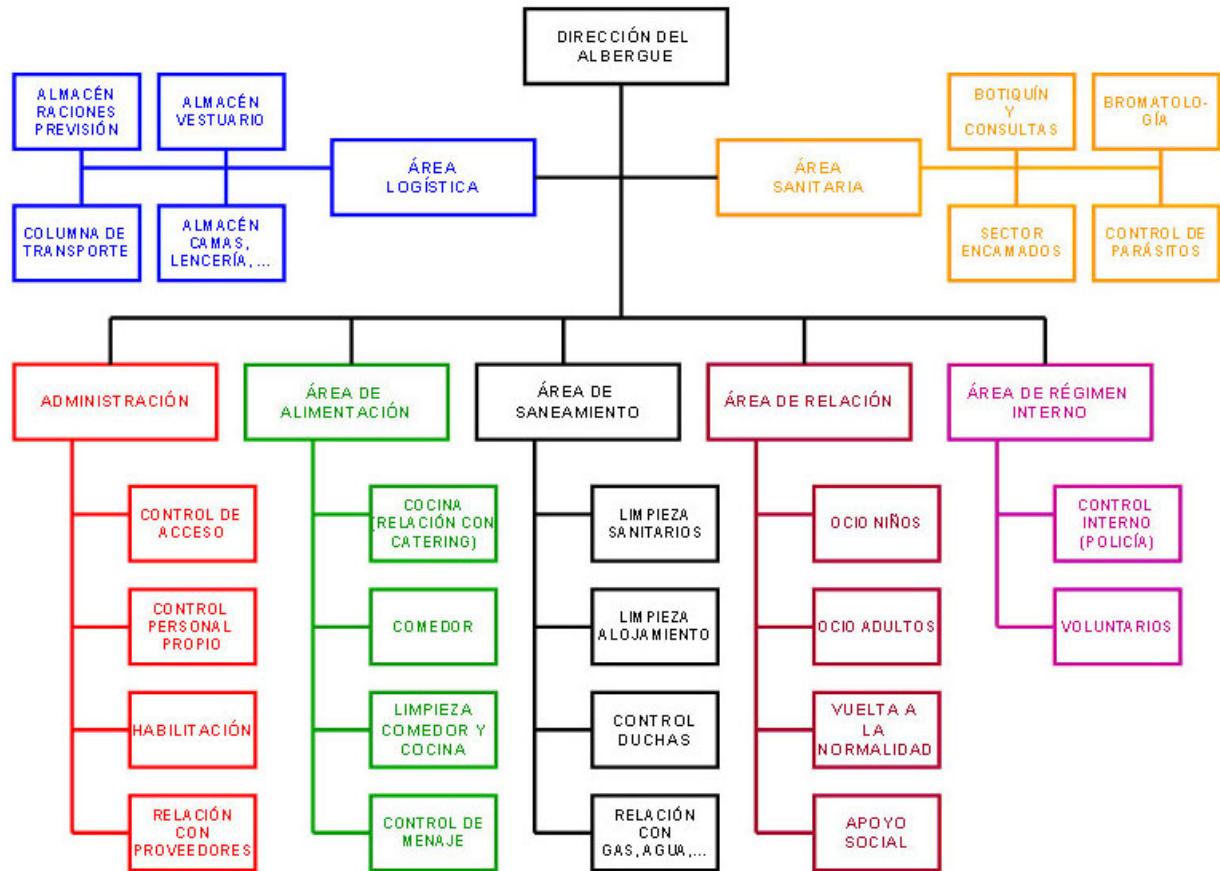 DIRECCIÓN DEL
ALBERGUE
ALMACÉN
RACIONES
PREVISIÓN
ALMACÉN
VESTUARIO
ÁREA
LOGÍSTICA
COLUMNA DE
TRANSPORTE
ALMACÉN
CAMAS,
LENCERÍA, ...
BOTIQUÍN
Y
CONSULTAS
BROMATOLO-
GÍA
ÁREA
SANITARIA
SECTOR
ENCAMADOS
CONTROL DE
PARÁSITOS
ADMINISTRACIÓN
CONTROL DE
ACCESO
CONTROL
PERSONAL
PROPIO
HABILITACIÓN
RELACIÓN
CON
PROVEEDORES
ÁREA DE
ALIMENTACIÓN
COCINA
(RELACIÓN CON
CATERING)
COMEDOR
LIMPIEZA
COMEDOR Y
COCINA
CONTROL DE
MENAJE
ÁREA DE
SANEAMIENTO
LIMPIEZA
SANITARIOS
LIMPIEZA
ALOJAMIENTO
CONTROL
DUCHAS
RELACIÓN
CON
GAS, AGUA,...
ÁREA DE RELACIÓN
OCIO NIÑOS
OCIO ADULTOS
VUELTA A
LA
NORMALIDAD
APOYO
SOCIAL
ÁREA DE RÉGIMEN
INTERNO
CONTROL
INTERNO
(POLICÍA)
VOLUNTARIOS